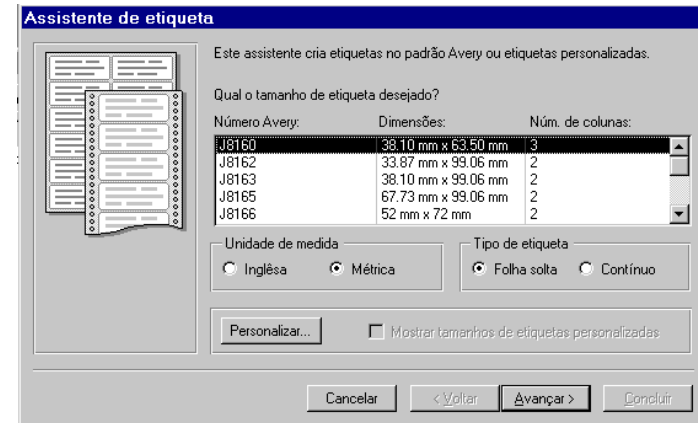 Assistente de etiqueta
Este assistente cria etiquetas no padrão Avery ou etiquetas personalizadas.
Qual o tamanho de etiqueta desejado?
Número Avery: Dimensões: Núm. de colunas:
J8160 38.10 mm x 63.50 mm 3
J8162 33.87 mm x 99.06 mm 2
J8163 38.10 mm x 99.06 mm 2
J8165 67.73 mm x 99.06 mm 2
J8166 52 mm x 72 mm 2
Unidade de medida Tipo de etiqueta
Inglêsa Métrica Folha solta Contínuo
Personalizar... Mostrar tamanhos de etiquetas personalizadas
Cancelar < Voltar Avançar > Concluir